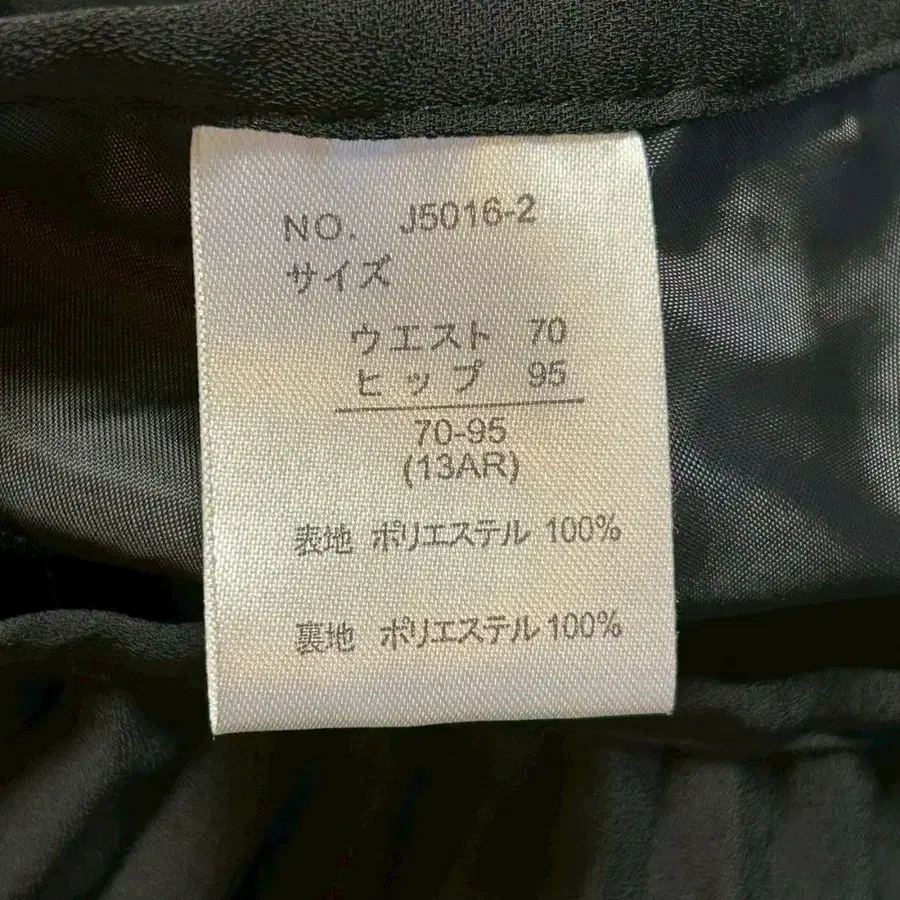 NO. J5016-2
サイズ
ウエスト 70
ヒップ 95
70-95
(13AR)
表地 ポリエステル 100%
裏地 ポリエステル 100%